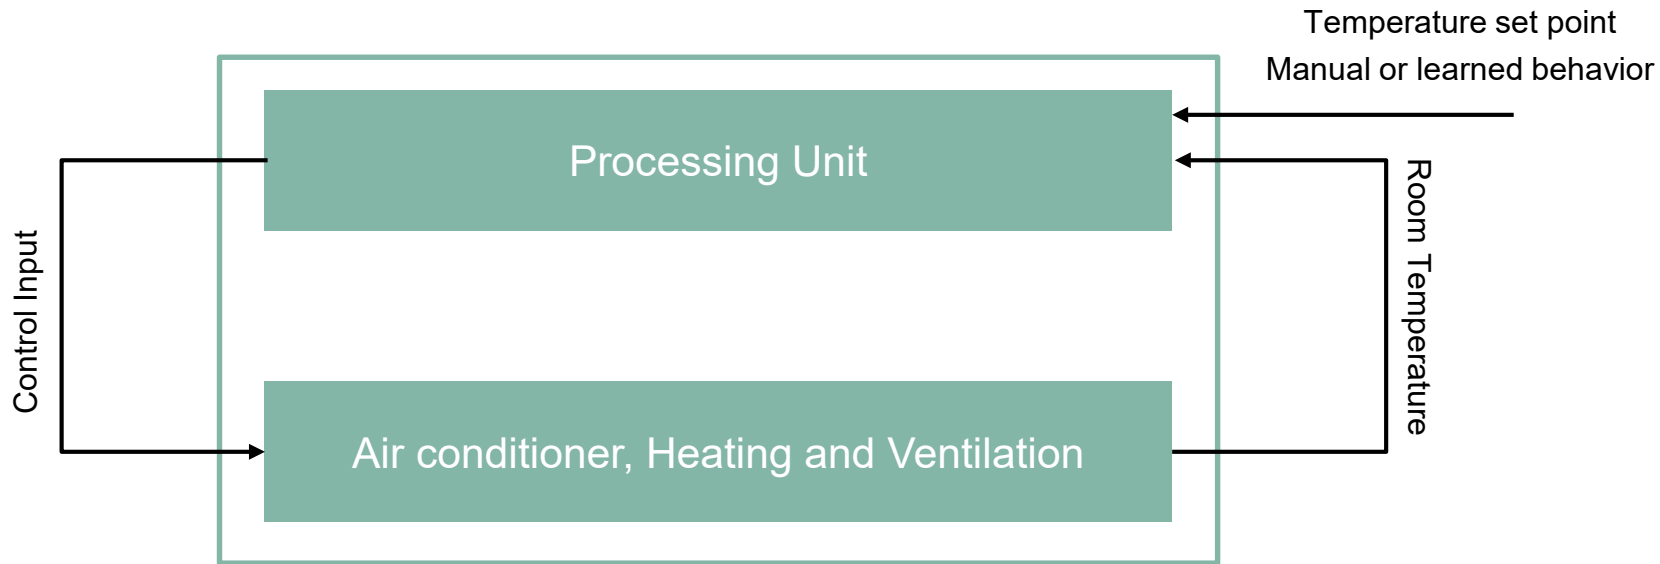 Temperature set point
Manual or learned behavior
Processing Unit
Control Input
Room Temperature
Air conditioner, Heating and Ventilation